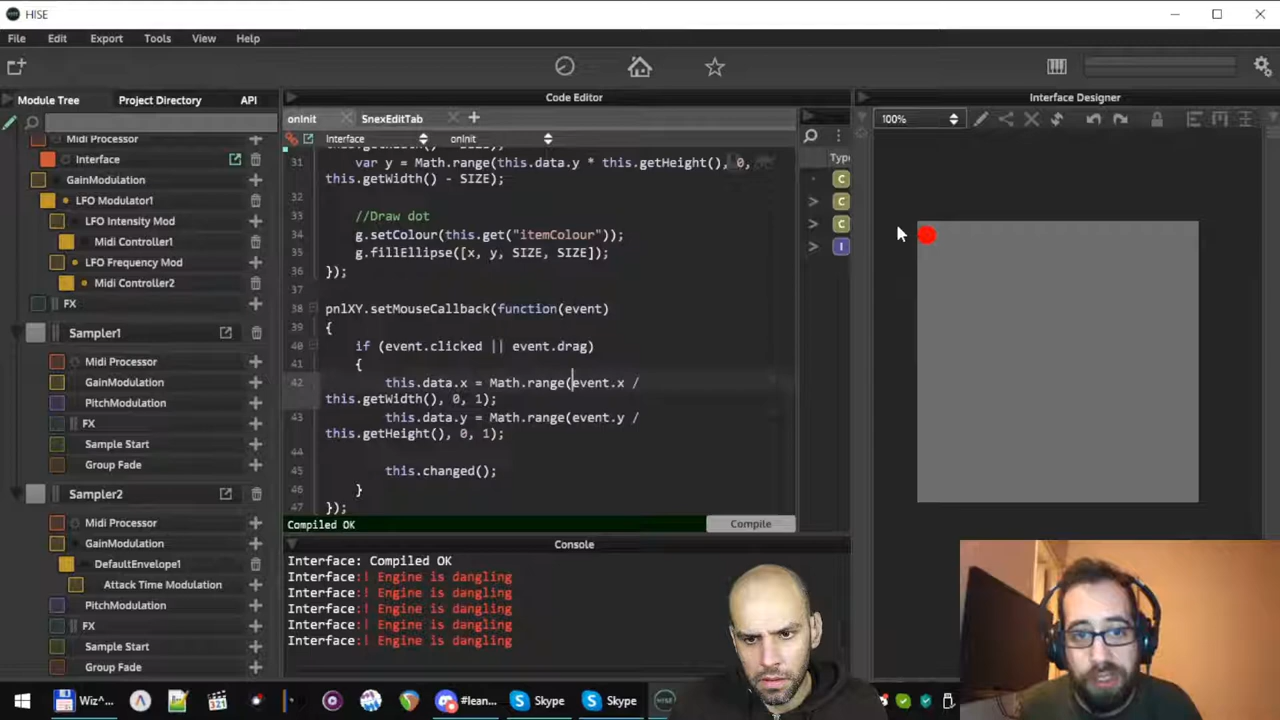 HISE
File Edit Export Tools View Help
Module Tree Project Directory API
Midi Processor
Interface
GainModulation
LFO Modulator1
LFO Intensity Mod
Midi Controller1
LFO Frequency Mod
Midi Controller2
FX
Sampler1
Midi Processor
GainModulation
PitchModulation
FX
Sample Start
Group Fade
Sampler2
Midi Processor
GainModulation
DefaultEnvelope1
Attack Time Modulation
PitchModulation
FX
Sample Start
Group Fade
Code Editor
onInit SnexEditTab
Interface onInit
31 var y = Math.range(this.data.y * this.getHeight(), 0,
this.getWidth() - SIZE);
32
33 //Draw dot
34 g.setColour(this.get("itemColour"));
35 g.fillEllipse([x, y, SIZE, SIZE]);
36 });
37
38 pnlXY.setMouseCallback(function(event)
39 {
40 if (event.clicked || event.drag)
41 {
42 this.data.x = Math.range(event.x /
this.getWidth(), 0, 1);
43 this.data.y = Math.range(event.y /
this.getHeight(), 0, 1);
44
45 this.changed();
46 }
47 });
Compiled OK Compile
Typ
C
C
C
I
Console
Interface: Compiled OK
Interface:! Engine is dangling
Interface:! Engine is dangling
Interface:! Engine is dangling
Interface:! Engine is dangling
Interface:! Engine is dangling
Interface Designer
100%
Wiz^... #lean... Skype Skype